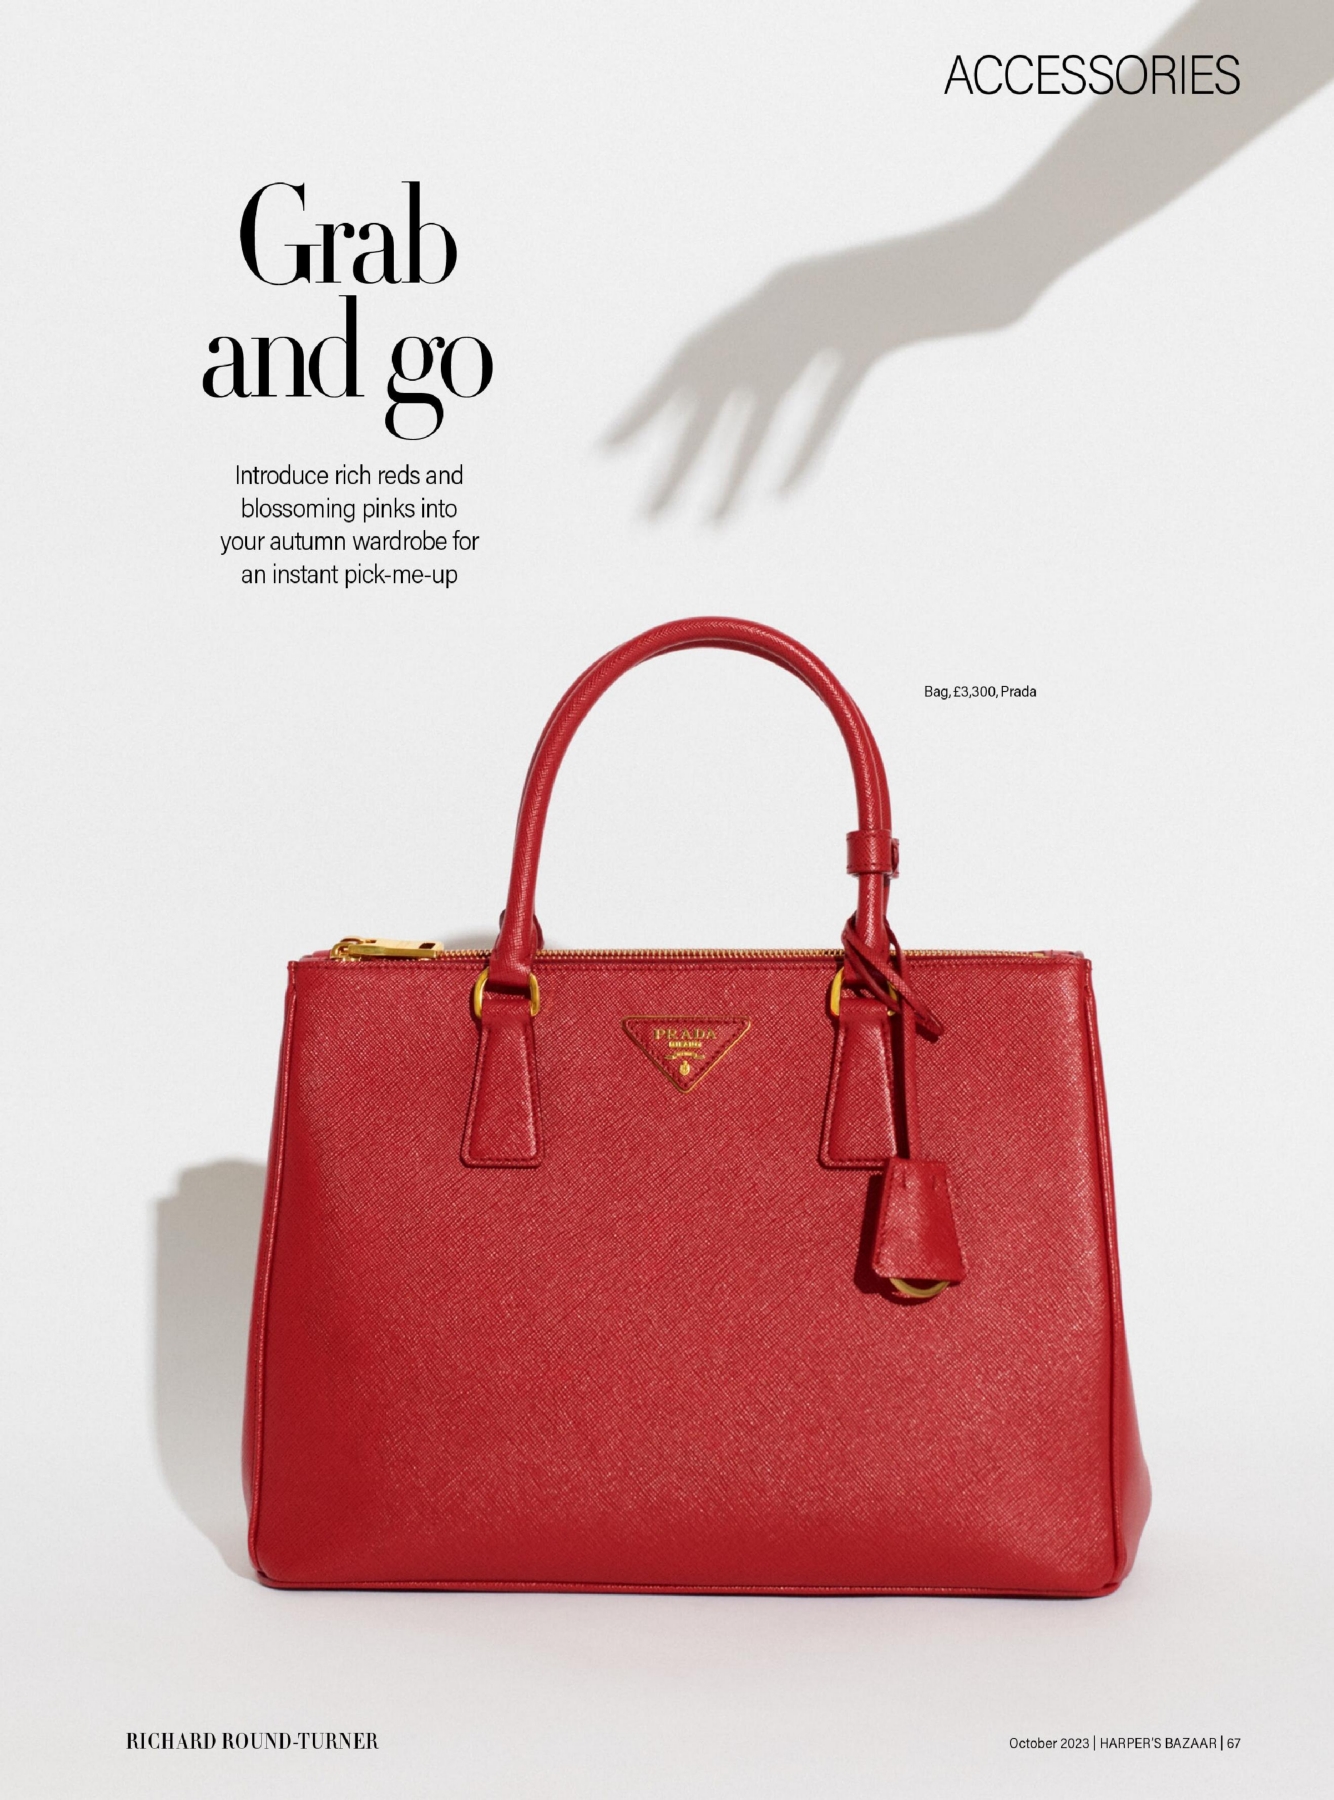 ACCESSORIES
Grab
and go
Introduce rich reds and
blossoming pinks into
your autumn wardrobe for
an instant pick-me-up
Bag, £3,300, Prada
PRADA
MILANO
RICHARD ROUND-TURNER
October 2023 | HARPER'S BAZAAR | 67